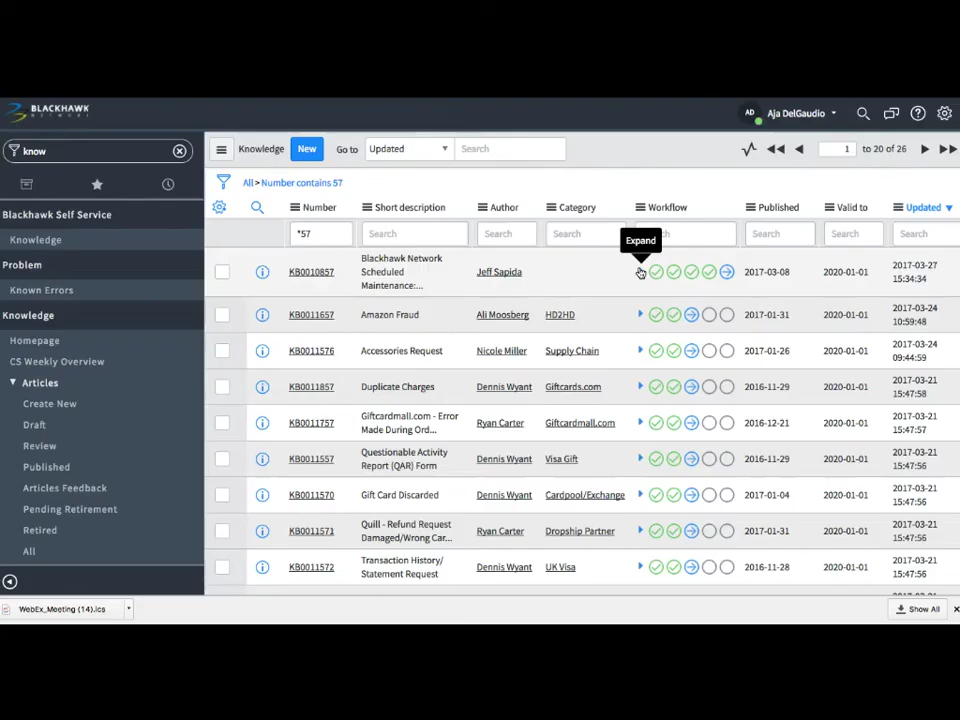 BLACKHAWK
NETWORK
AD Aja DelGaudio
know
Knowledge New Go to Updated Search 1 to 20 of 26
All > Number contains 57
Blackhawk Self Service
Knowledge
Problem
Known Errors
Knowledge
Homepage
CS Weekly Overview
Articles
Create New
Draft
Review
Published
Articles Feedback
Pending Retirement
Retired
All
Number Short description Author Category Workflow Published Valid to Updated
*57 Search Search Search Search Search Search
Expand
KB0010857 Blackhawk Network Scheduled Maintenance:... Jeff Sapida 2017-03-08 2020-01-01 2017-03-27 15:34:34
KB0011657 Amazon Fraud Ali Moosberg HD2HD 2017-01-31 2020-01-01 2017-03-24 10:59:48
KB0011576 Accessories Request Nicole Miller Supply Chain 2017-01-26 2020-01-01 2017-03-24 09:44:59
KB0011857 Duplicate Charges Dennis Wyant Giftcards.com 2016-11-29 2020-01-01 2017-03-21 15:47:58
KB0011757 Giftcardmall.com - Error Made During Ord... Ryan Carter Giftcardmall.com 2016-12-21 2020-01-01 2017-03-21 15:47:57
KB0011557 Questionable Activity Report (QAR) Form Dennis Wyant Visa Gift 2016-11-29 2020-01-01 2017-03-21 15:47:56
KB0011570 Gift Card Discarded Dennis Wyant Cardpool/Exchange 2017-01-04 2020-01-01 2017-03-21 15:47:56
KB0011571 Quill - Refund Request Damaged/Wrong Car... Ryan Carter Dropship Partner 2017-01-31 2020-01-01 2017-03-21 15:47:56
KB0011572 Transaction History/ Statement Request Dennis Wyant UK Visa 2016-11-28 2020-01-01 2017-03-21 15:47:56
WebEx_Meeting (14).ics Show All